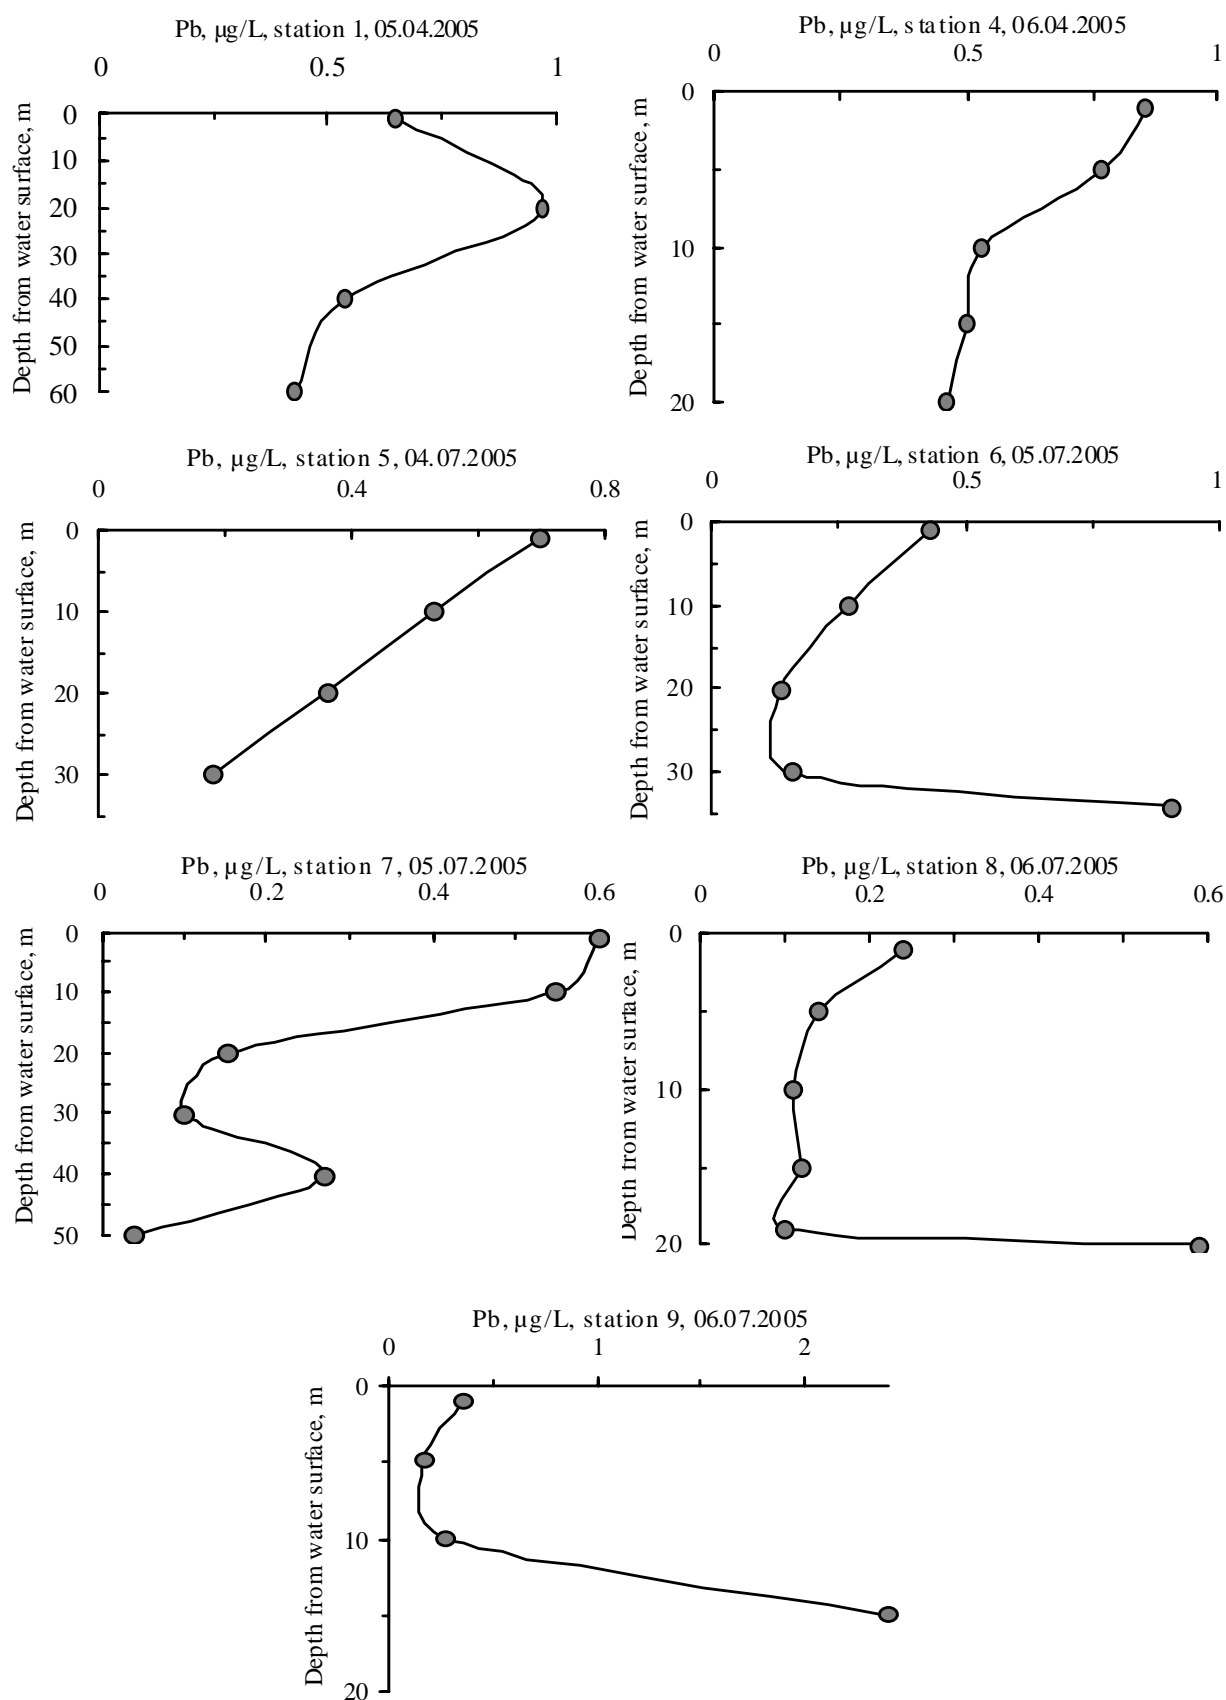 Pb, µg/L, station 1, 05.04.2005
0 0.5 1
Depth from water surface, m
0
10
20
30
40
50
60
Pb, µg/L, station 4, 06.04.2005
0 0.5 1
Depth from water surface, m
0
10
20
Pb, µg/L, station 5, 04.07.2005
0 0.4 0.8
Depth from water surface, m
0
10
20
30
Pb, µg/L, station 6, 05.07.2005
0 0.5 1
Depth from water surface, m
0
10
20
30
Pb, µg/L, station 7, 05.07.2005
0 0.2 0.4 0.6
Depth from water surface, m
0
10
20
30
40
50
Pb, µg/L, station 8, 06.07.2005
0 0.2 0.4 0.6
Depth from water surface, m
0
10
20
Pb, µg/L, station 9, 06.07.2005
0 1 2
Depth from water surface, m
0
10
20